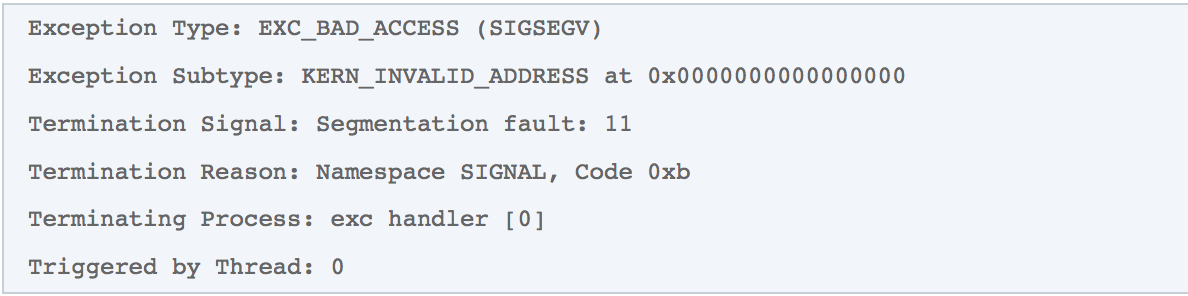 Exception Type: EXC_BAD_ACCESS (SIGSEGV)
Exception Subtype: KERN_INVALID_ADDRESS at 0x0000000000000000
Termination Signal: Segmentation fault: 11
Termination Reason: Namespace SIGNAL, Code 0xb
Terminating Process: exc handler [0]
Triggered by Thread: 0